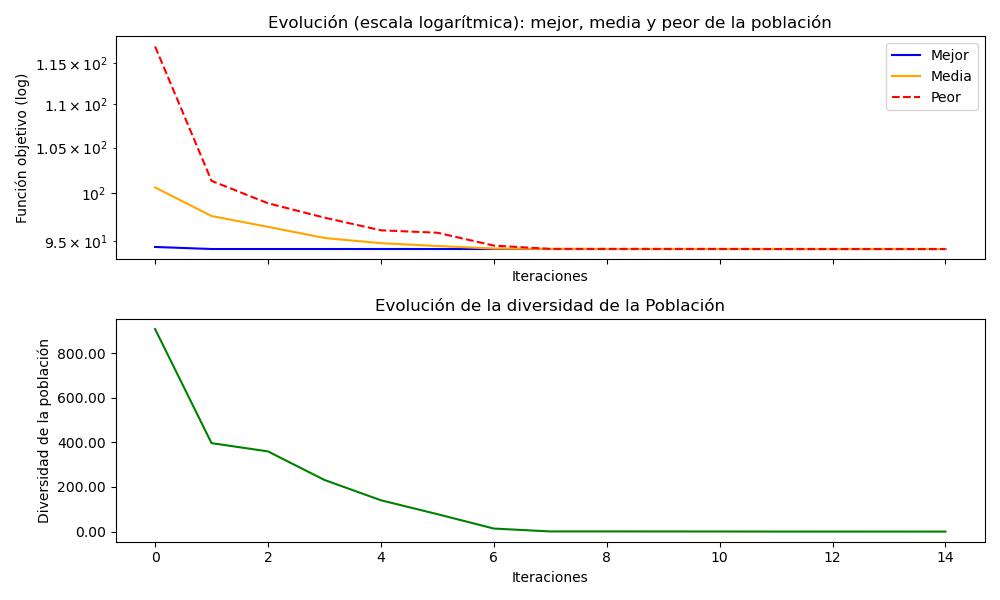 Evolución (escala logarítmica): mejor, media y peor de la población
Función objetivo (log)
1.15 × 10²
1.1 × 10²
1.05 × 10²
10²
9.5 × 10¹
Mejor
Media
Peor
Iteraciones
Evolución de la diversidad de la Población
Diversidad de la población
800.00
600.00
400.00
200.00
0.00
0 2 4 6 8 10 12 14
Iteraciones